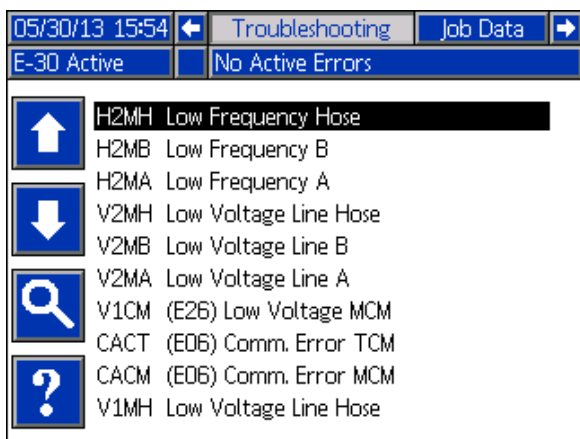 05/30/13 15:54 Troubleshooting Job Data
E-30 Active No Active Errors
H2MH Low Frequency Hose
H2MB Low Frequency B
H2MA Low Frequency A
V2MH Low Voltage Line Hose
V2MB Low Voltage Line B
V2MA Low Voltage Line A
V1CM (E26) Low Voltage MCM
CACT (E06) Comm. Error TCM
CACM (E06) Comm. Error MCM
V1MH Low Voltage Line Hose
?